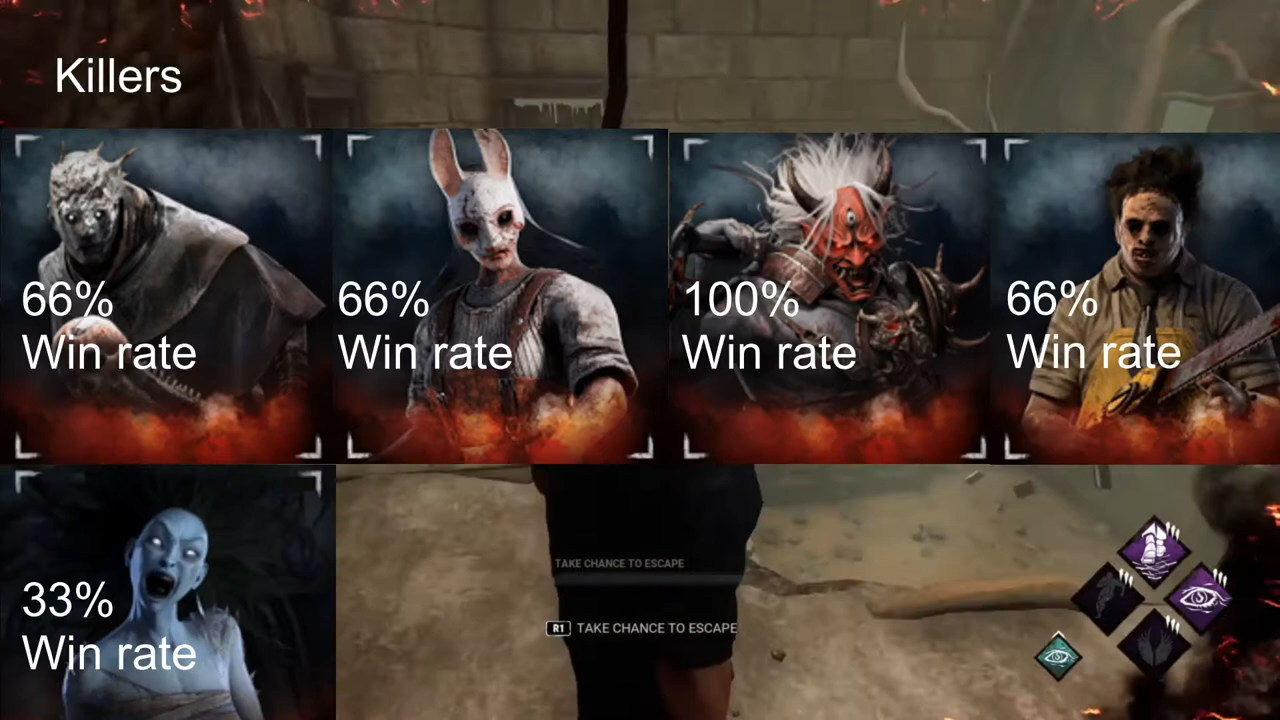 Killers
66%
Win rate
66%
Win rate
100%
Win rate
66%
Win rate
33%
Win rate
TAKE CHANCE TO ESCAPE
R1 TAKE CHANCE TO ESCAPE